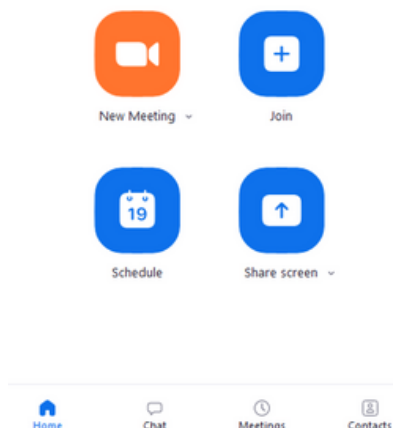 New Meeting
Join
19
Schedule
Share screen
Home
Chat
Meetings
Contacts